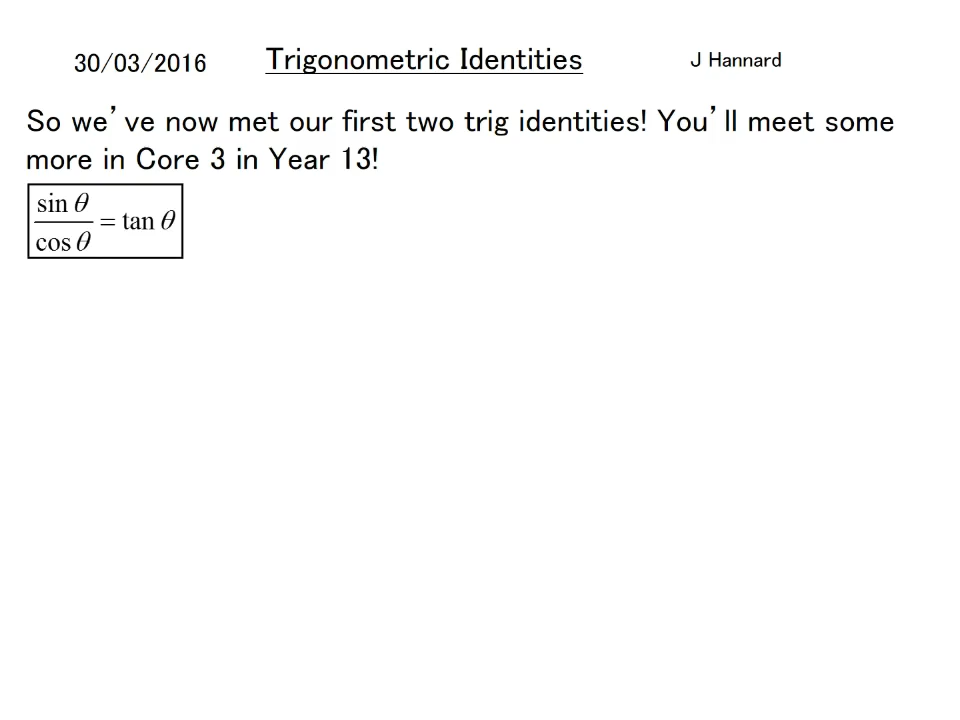 30/03/2016 Trigonometric Identities J Hannard
So we’ve now met our first two trig identities! You’ll meet some
more in Core 3 in Year 13!
sin θ / cos θ = tan θ